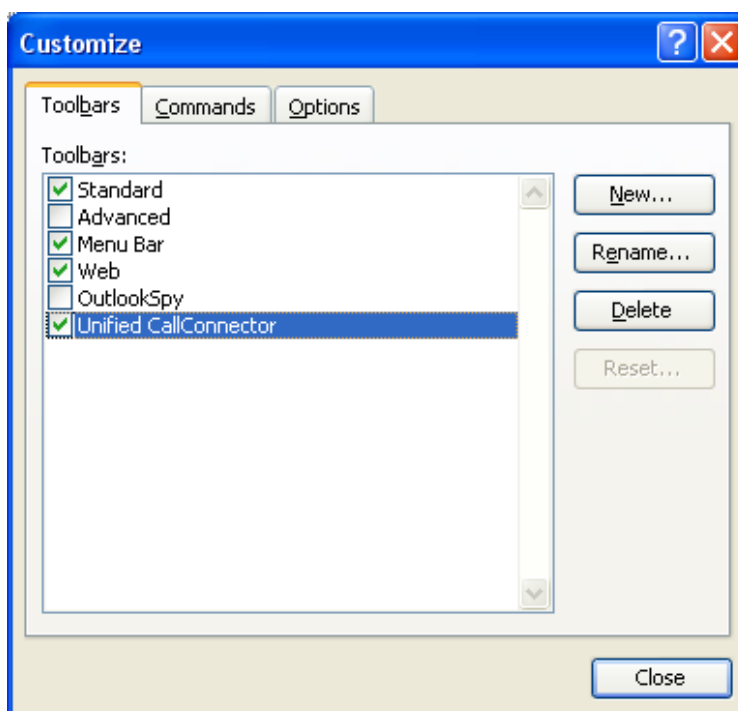 Customize
Toolbars Commands Options
Toolbars:
Standard
Advanced
Menu Bar
Web
OutlookSpy
Unified CallConnector
New...
Rename...
Delete
Reset...
Close